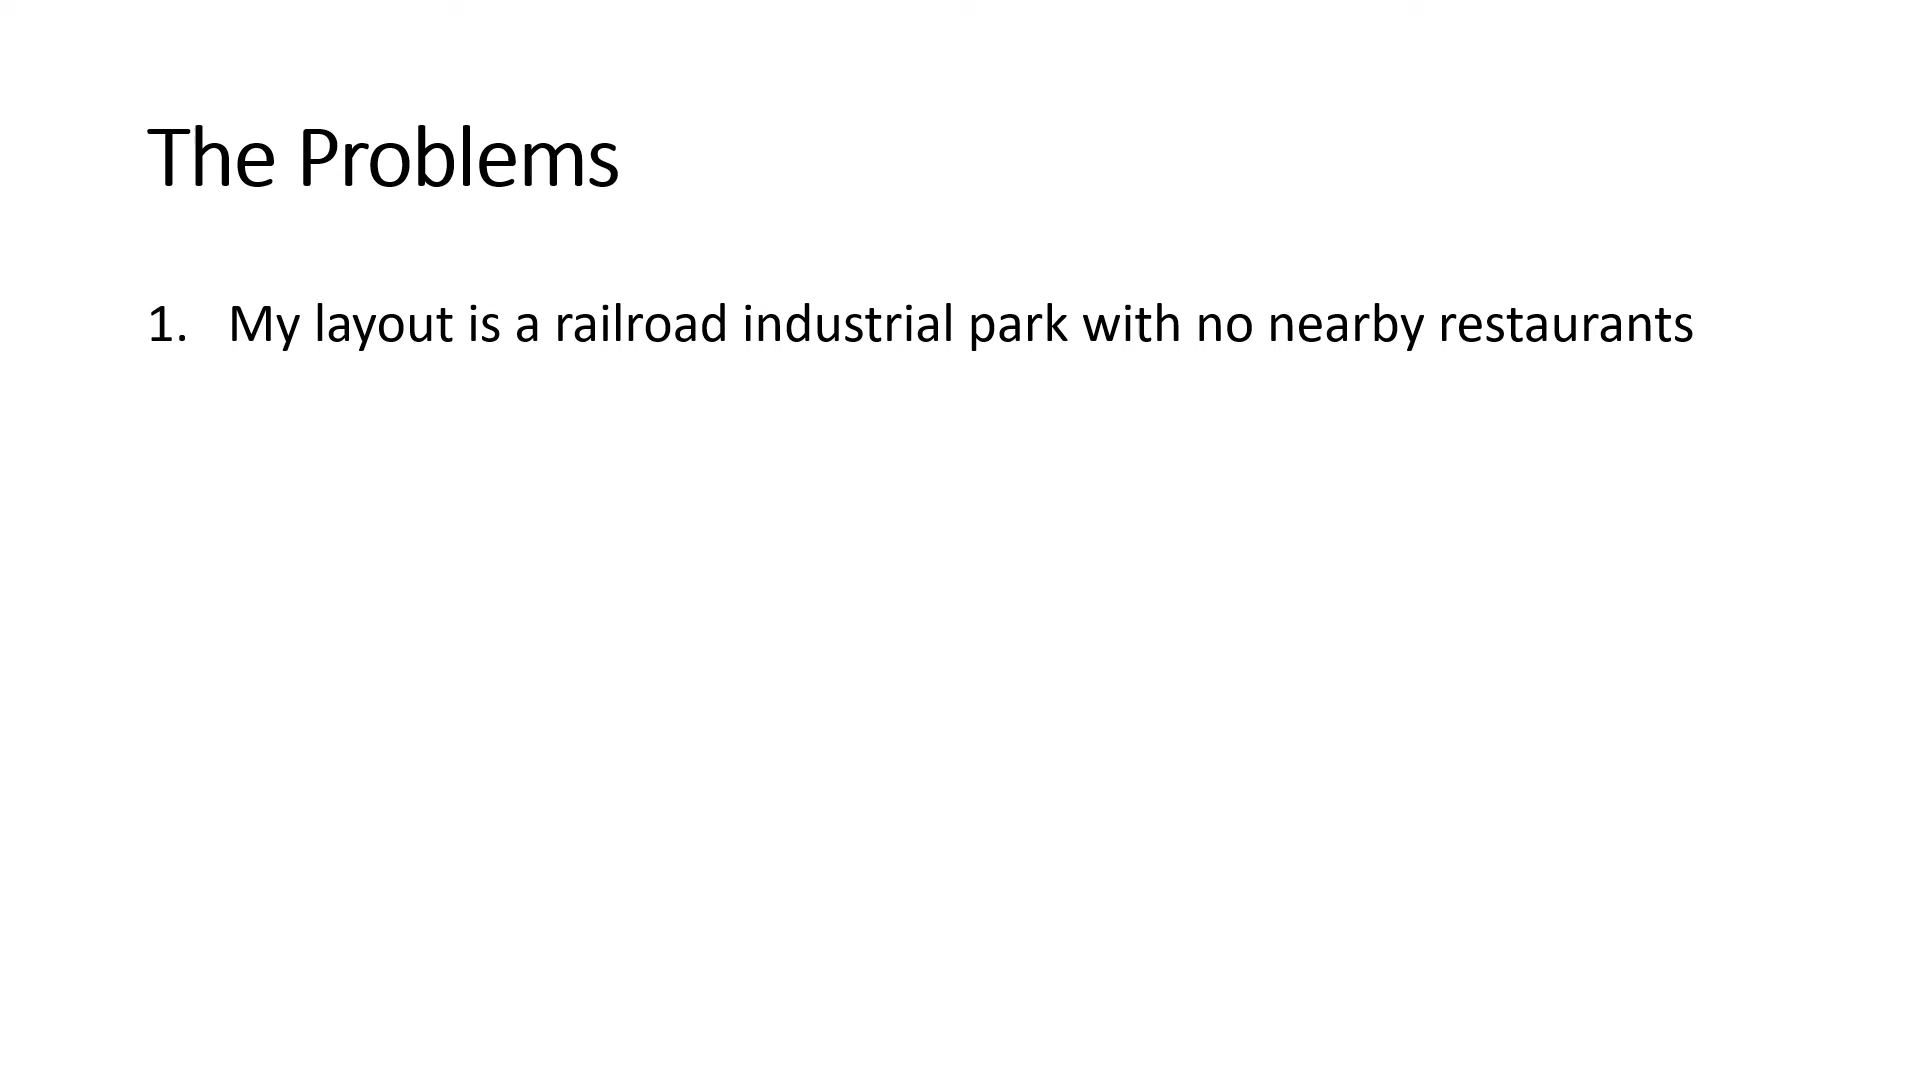 The Problems
1. My layout is a railroad industrial park with no nearby restaurants